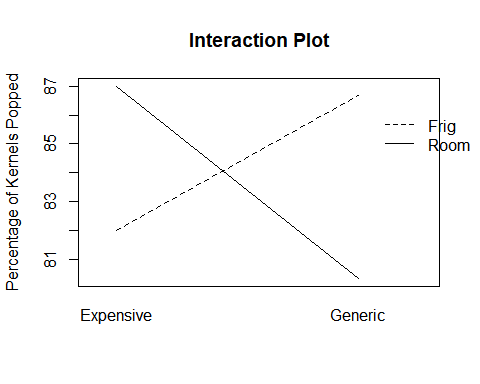 Interaction Plot
Percentage of Kernels Popped
87
85
83
81
Frig
Room
Expensive
Generic